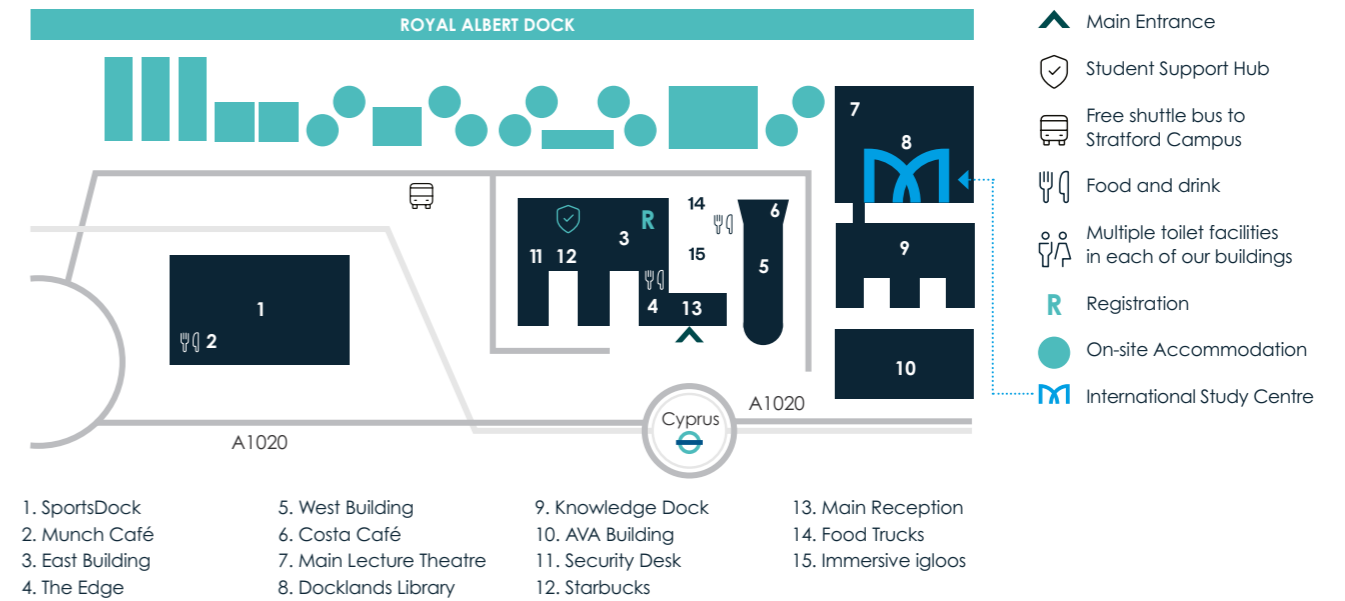 ROYAL ALBERT DOCK
Main Entrance
Student Support Hub
Free shuttle bus to
Stratford Campus
Food and drink
Multiple toilet facilities
in each of our buildings
R Registration
On-site Accommodation
International Study Centre
7
8
14
6
R
3
11 12
15
5
9
1
4 13
2
10
Cyprus
A1020
A1020
1. SportsDock
2. Munch Café
3. East Building
4. The Edge
5. West Building
6. Costa Café
7. Main Lecture Theatre
8. Docklands Library
9. Knowledge Dock
10. AVA Building
11. Security Desk
12. Starbucks
13. Main Reception
14. Food Trucks
15. Immersive igloos